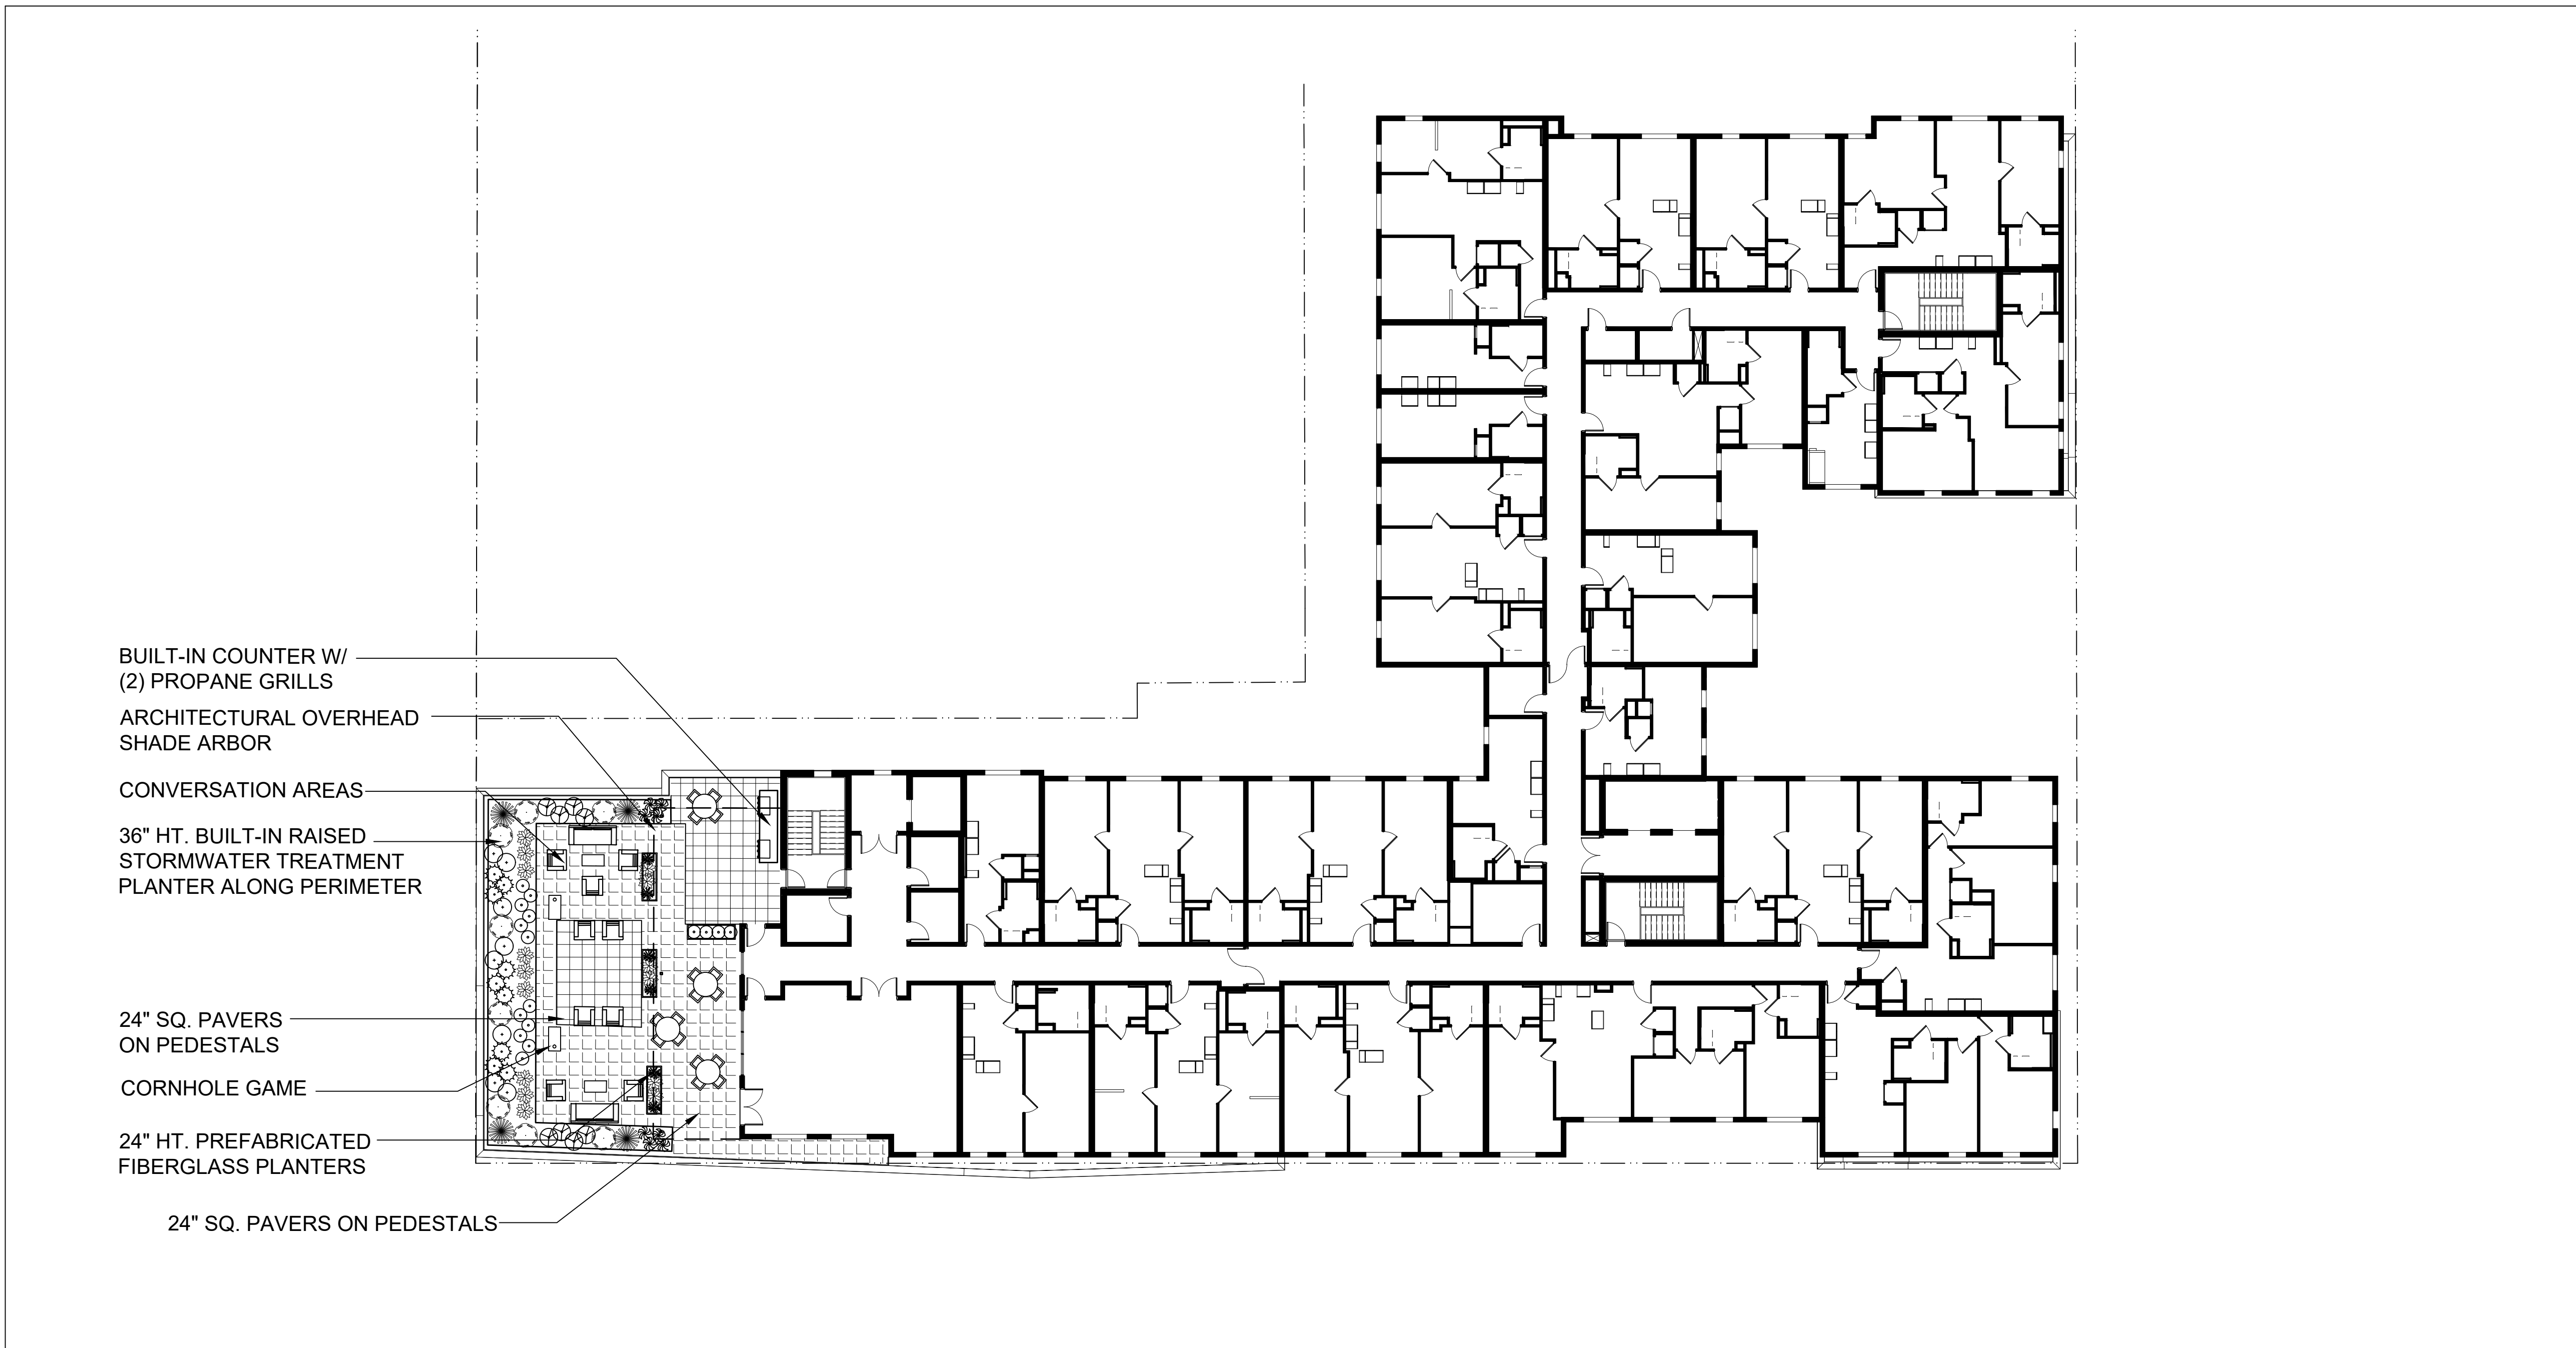 BUILT-IN COUNTER W/
(2) PROPANE GRILLS
ARCHITECTURAL OVERHEAD
SHADE ARBOR
CONVERSATION AREAS
36" HT. BUILT-IN RAISED
STORMWATER TREATMENT
PLANTER ALONG PERIMETER
24" SQ. PAVERS
ON PEDESTALS
CORNHOLE GAME
24" HT. PREFABRICATED
FIBERGLASS PLANTERS
24" SQ. PAVERS ON PEDESTALS